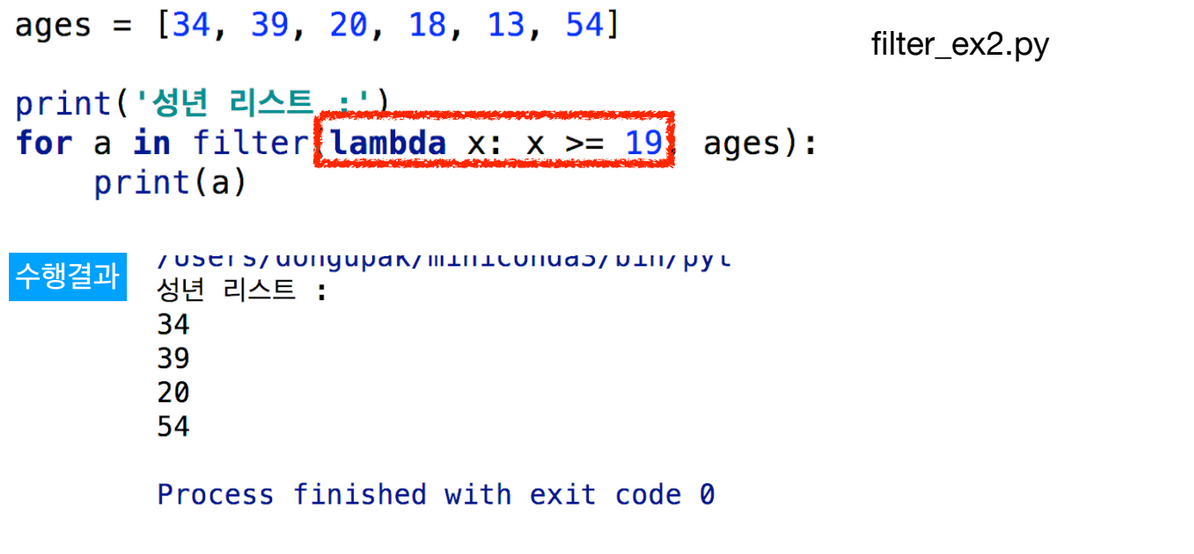 ages = [34, 39, 20, 18, 13, 54]
filter_ex2.py
print('성년 리스트 :')
for a in filter(lambda x: x >= 19, ages):
    print(a)
수행결과
/Users/dongupak/miniconda3/bin/pyt
성년 리스트 :
34
39
20
54
Process finished with exit code 0